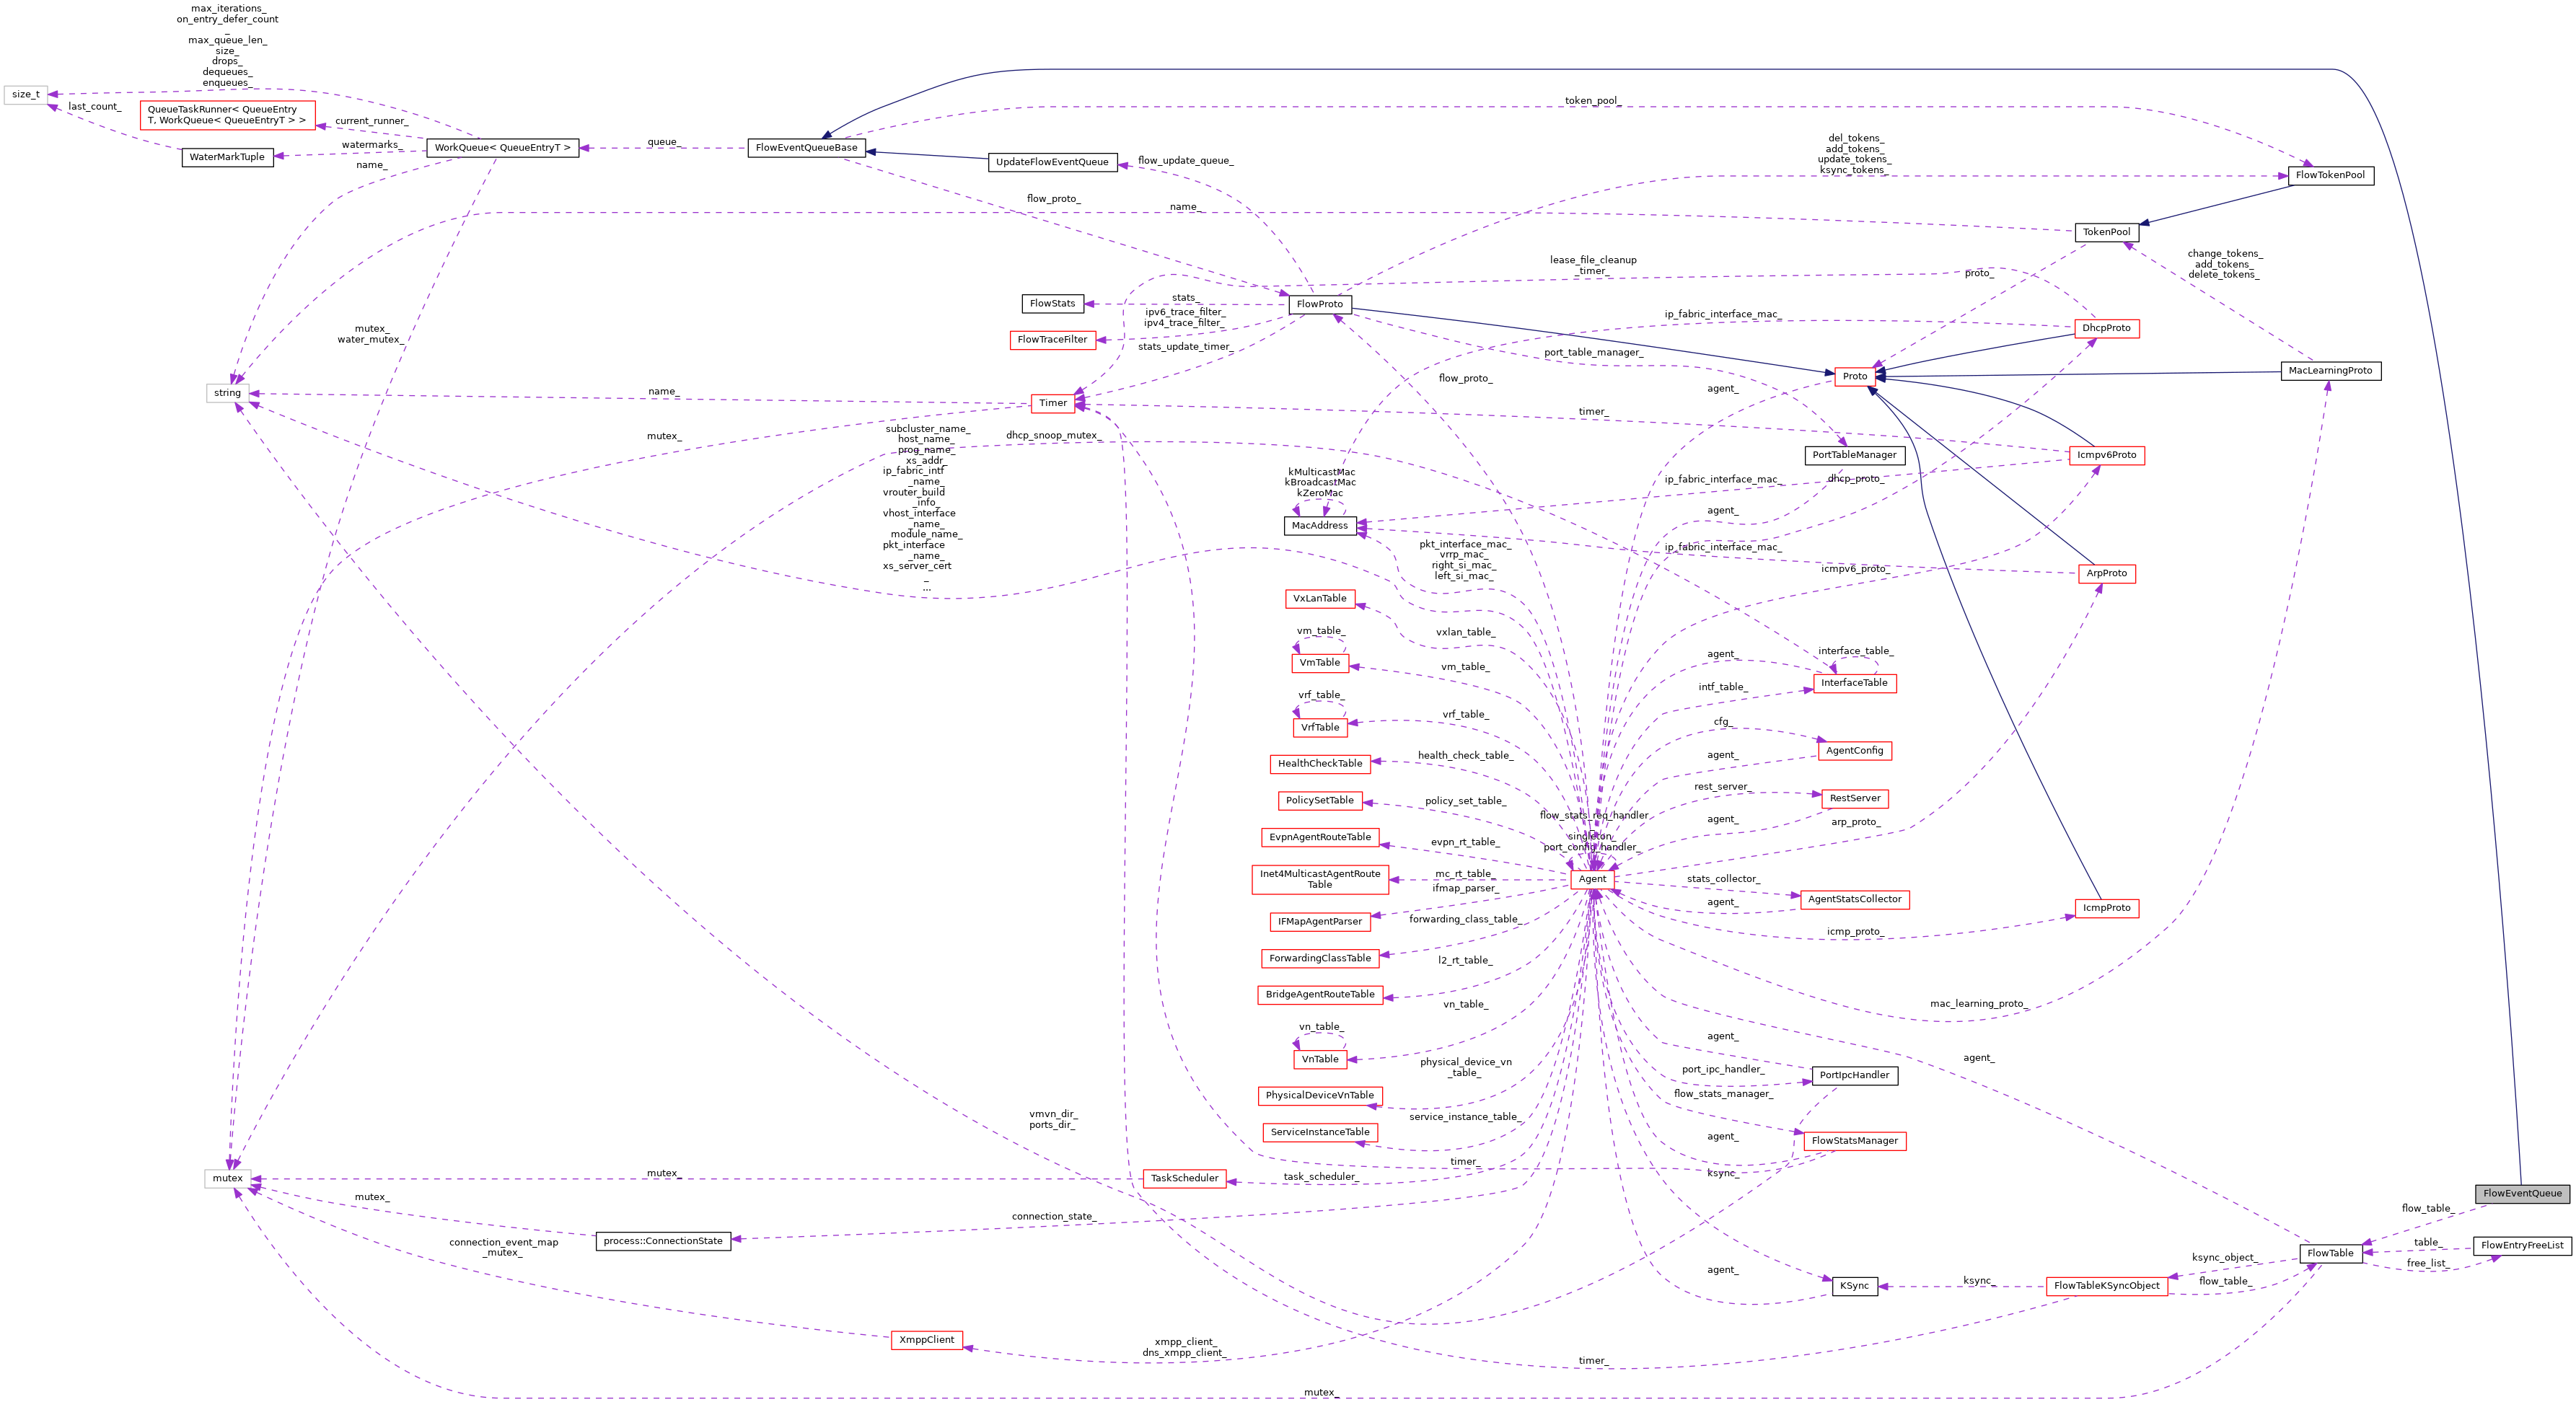 max_iterations_
on_entry_defer_count
_
max_queue_len_
size_
drops_
dequeues_
enqueues_
size_t
last_count_
QueueTaskRunner< QueueEntry
T, WorkQueue< QueueEntryT > >
current_runner_
WaterMarkTuple
watermarks_
name_
WorkQueue< QueueEntryT >
queue_
FlowEventQueueBase
UpdateFlowEventQueue
flow_update_queue_
token_pool_
del_tokens_
add_tokens_
update_tokens_
ksync_tokens_
FlowTokenPool
flow_proto_
name_
TokenPool
change_tokens_
add_tokens_
delete_tokens_
lease_file_cleanup
_timer_
proto_
FlowStats
stats_
FlowProto
ipv6_trace_filter_
ipv4_trace_filter_
FlowTraceFilter
stats_update_timer_
ip_fabric_interface_mac_
DhcpProto
port_table_manager_
mutex_
water_mutex_
string
name_
Timer
flow_proto_
agent_
Proto
MacLearningProto
timer_
mutex_
dhcp_snoop_mutex_
subcluster_name_
host_name_
prog_name_
xs_addr_
ip_fabric_intf
_name_
vrouter_build
_info_
vhost_interface
_name_
module_name_
pkt_interface
_name_
xs_server_cert
_
...
PortTableManager
Icmpv6Proto
kMulticastMac
kBroadcastMac
kZeroMac
MacAddress
ip_fabric_interface_mac_
dhcp_proto_
agent_
pkt_interface_mac_
vrrp_mac_
right_si_mac_
left_si_mac_
ip_fabric_interface_mac_
icmpv6_proto_
ArpProto
VxLanTable
vxlan_table_
vm_table_
VmTable
vm_table_
agent_
interface_table_
InterfaceTable
intf_table_
vrf_table_
VrfTable
vrf_table_
cfg_
AgentConfig
agent_
HealthCheckTable
health_check_table_
rest_server_
RestServer
PolicySetTable
policy_set_table_
flow_stats_req_handler
_
singleton_
port_config_handler_
agent_
arp_proto_
EvpnAgentRouteTable
evpn_rt_table_
Inet4MulticastAgentRoute
Table
mc_rt_table_
Agent
stats_collector_
AgentStatsCollector
agent_
ifmap_parser_
IFMapAgentParser
IcmpProto
forwarding_class_table_
icmp_proto_
ForwardingClassTable
l2_rt_table_
BridgeAgentRouteTable
vn_table_
mac_learning_proto_
vn_table_
VnTable
agent_
agent_
physical_device_vn
_table_
port_ipc_handler_
PortIpcHandler
PhysicalDeviceVnTable
flow_stats_manager_
vmvn_dir_
ports_dir_
service_instance_table_
ServiceInstanceTable
agent_
FlowStatsManager
timer_
mutex
mutex_
TaskScheduler
task_scheduler_
ksync_
FlowEventQueue
mutex_
flow_table_
connection_state_
process::ConnectionState
connection_event_map
_mutex_
FlowTable
table_
FlowEntryFreeList
free_list_
ksync_object_
flow_table_
agent_
KSync
ksync_
FlowTableKSyncObject
XmppClient
xmpp_client_
dns_xmpp_client_
timer_
mutex_